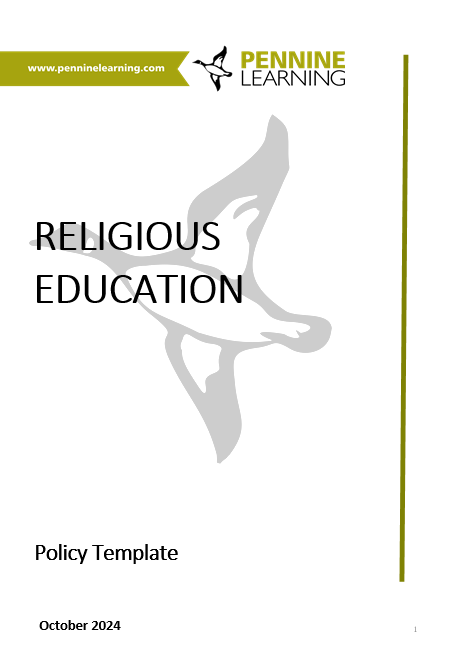 www.penninelearning.com
PENNINE
LEARNING
RELIGIOUS
EDUCATION
Policy Template
October 2024
1